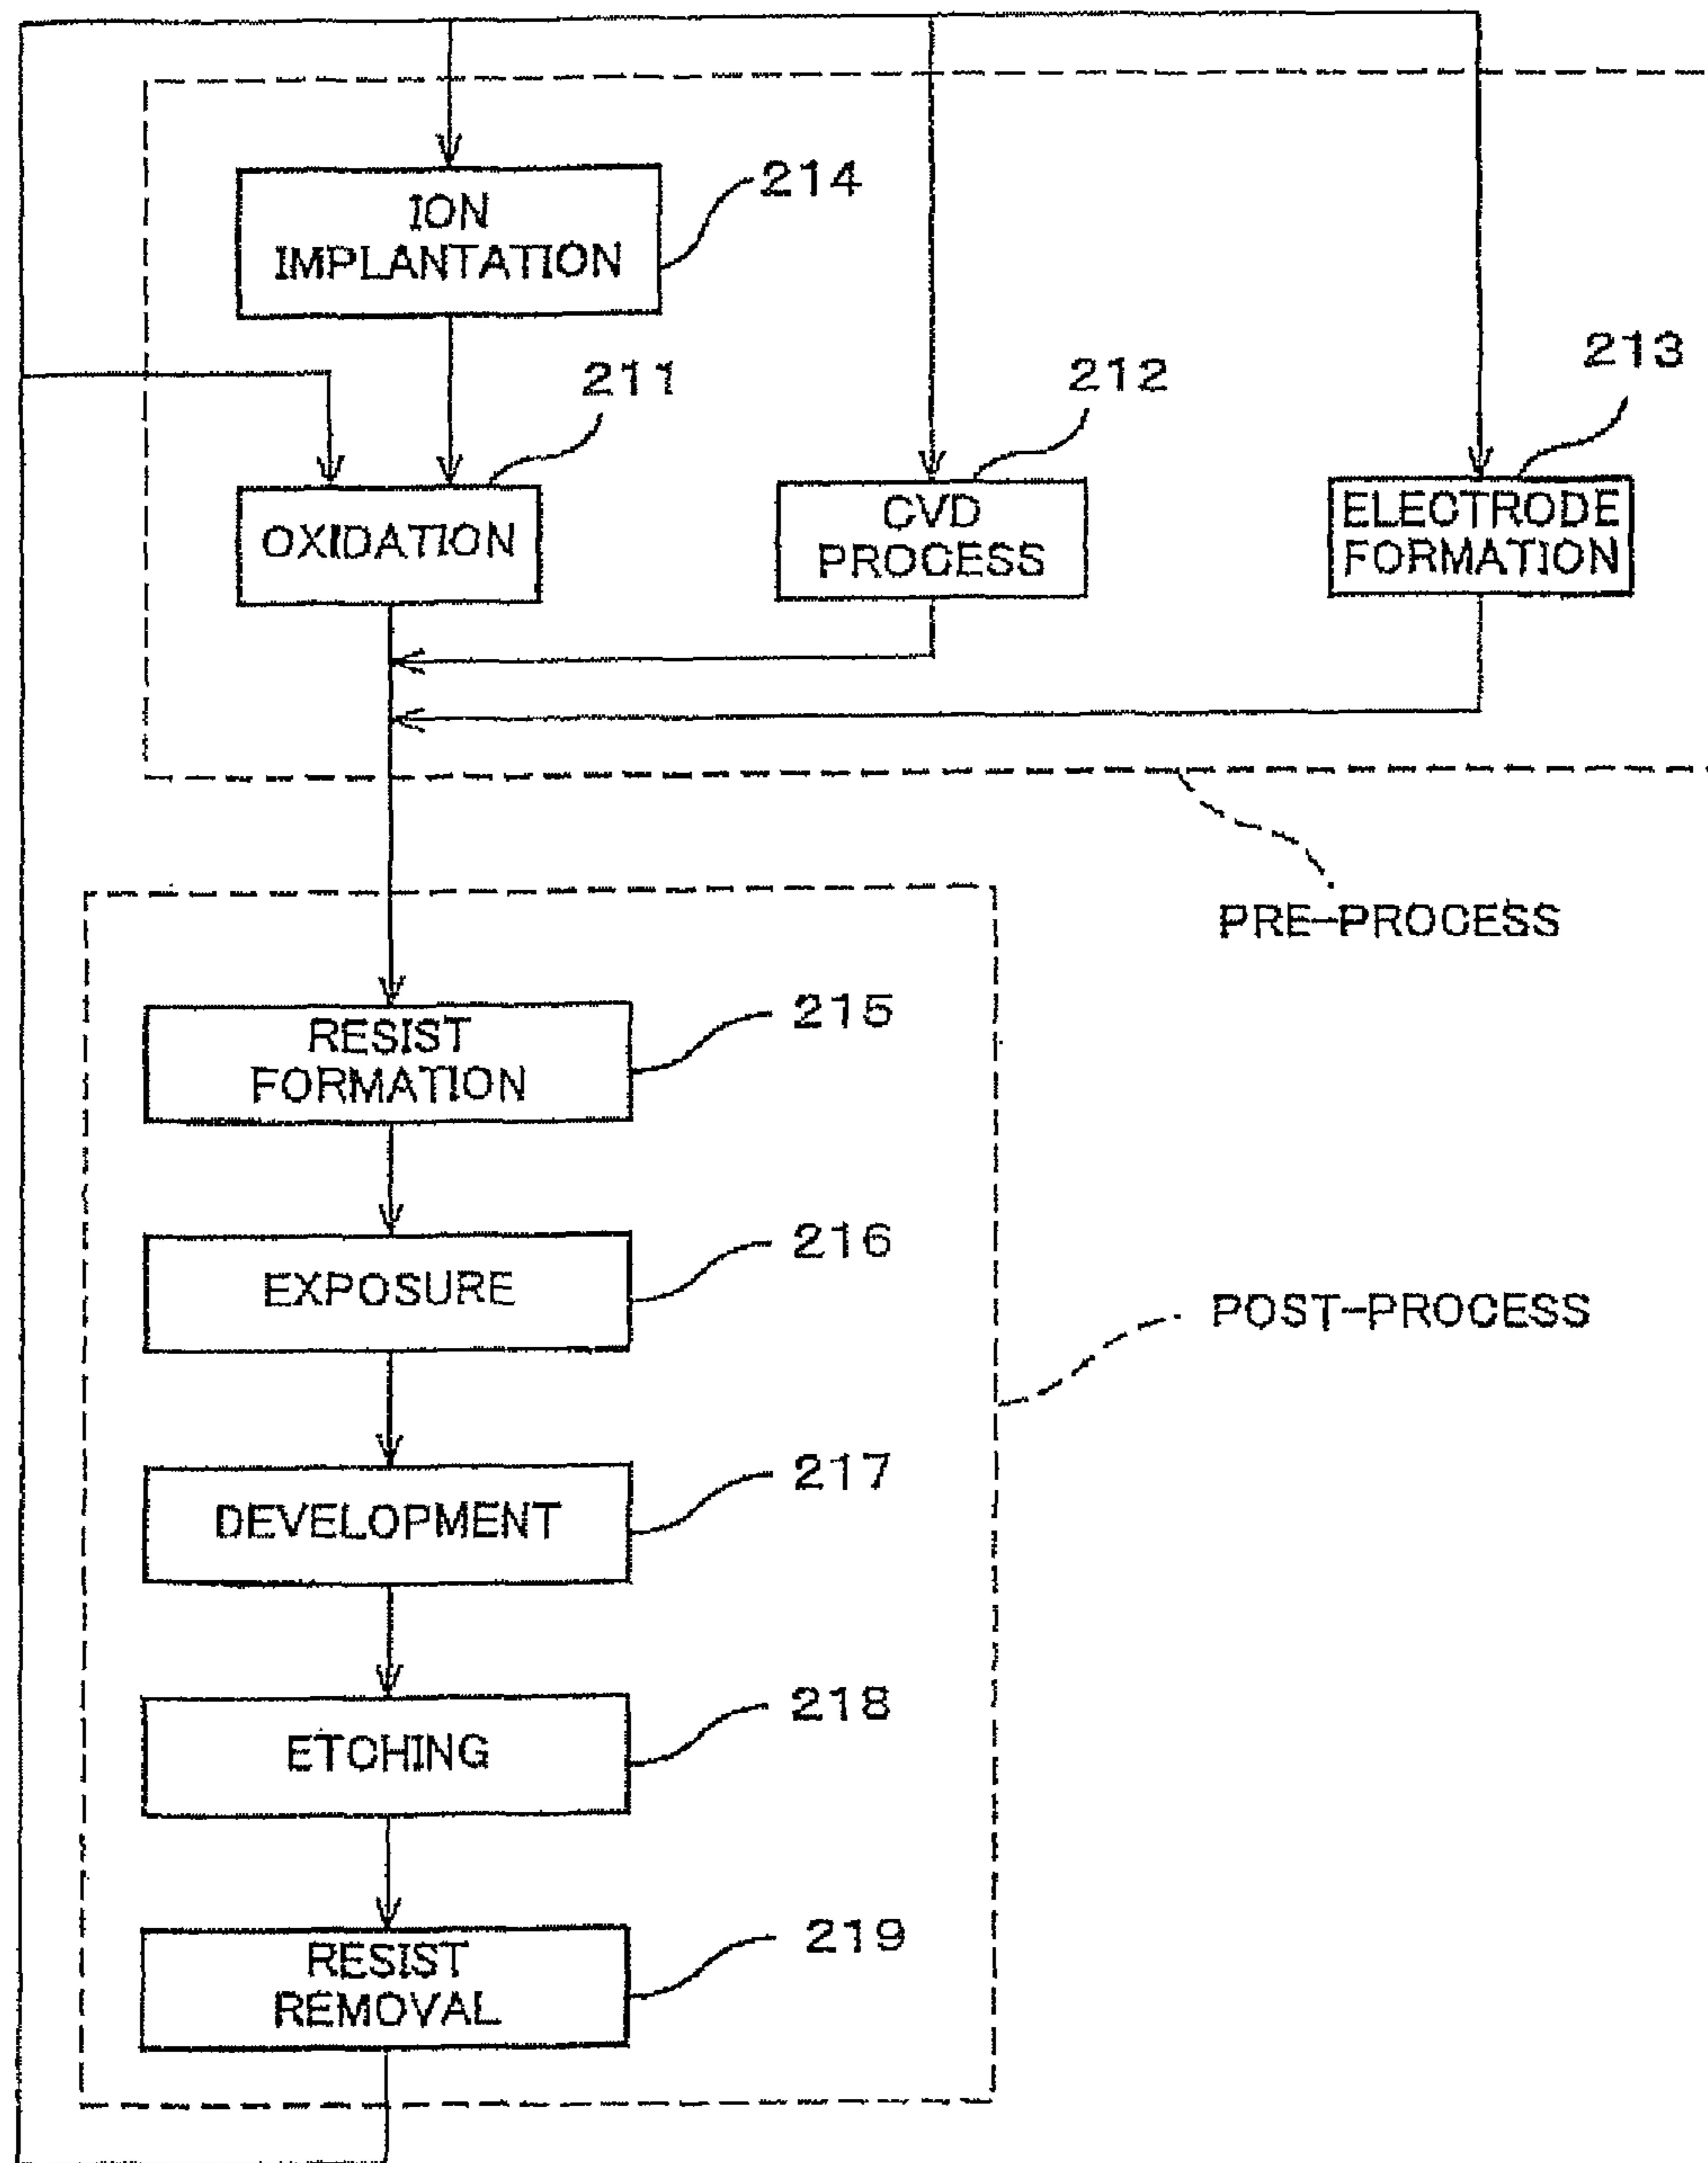 ION
IMPLANTATION
214
211
212
213
OXIDATION
CVD
PROCESS
ELECTRODE
FORMATION
PRE-PROCESS
RESIST
FORMATION
215
EXPOSURE
216
POST-PROCESS
DEVELOPMENT
217
ETCHING
218
RESIST
REMOVAL
219